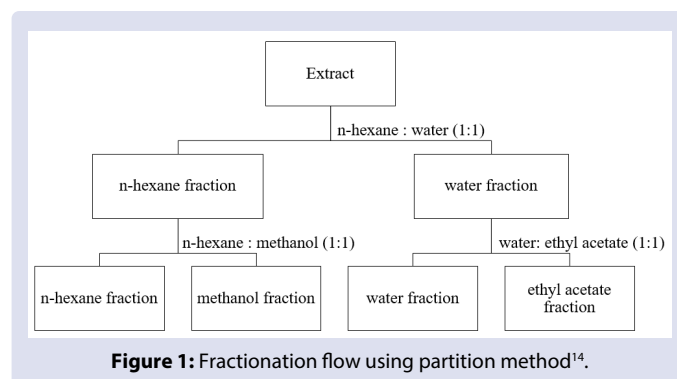 Extract
n-hexane : water (1:1)
n-hexane fraction
water fraction
n-hexane : methanol (1:1)
water: ethyl acetate (1:1)
n-hexane fraction
methanol fraction
water fraction
ethyl acetate
fraction
Figure 1: Fractionation flow using partition method¹⁴.